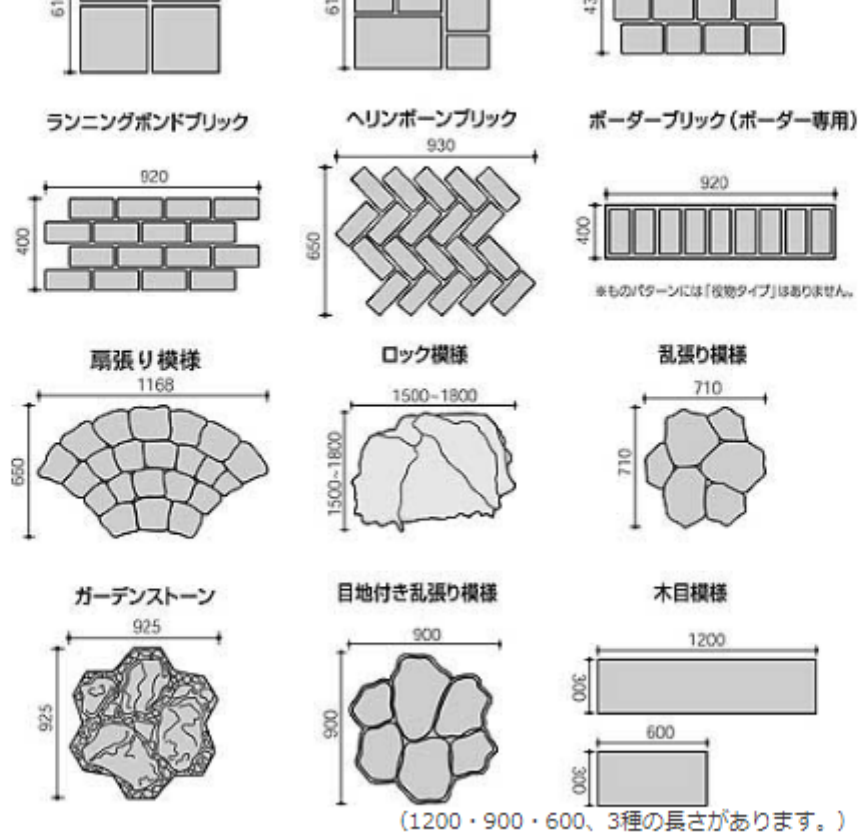 61
61
43
ランニングボンドブリック
ヘリンボーンブリック
ボーダーブリック(ボーダー専用)
920
400
930
650
920
400
※ものパターンには「役物タイプ」はありません。
扇張り模様
ロック模様
乱張り模様
1168
660
1500~1800
1500~1800
710
710
ガーデンストーン
目地付き乱張り模様
木目模様
925
925
900
900
1200
300
600
300
(1200・900・600、3種の長さがあります。)